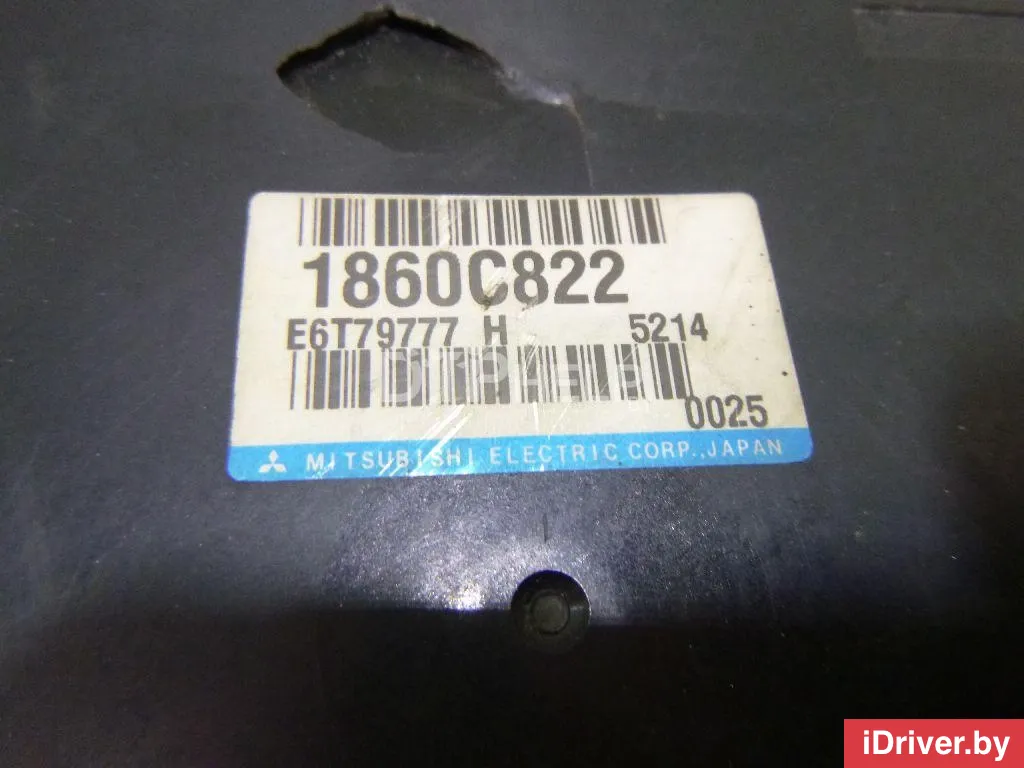 1860C822
E6T79777 H 5214
0025
MITSUBISHI ELECTRIC CORP., JAPAN
iDriver.by